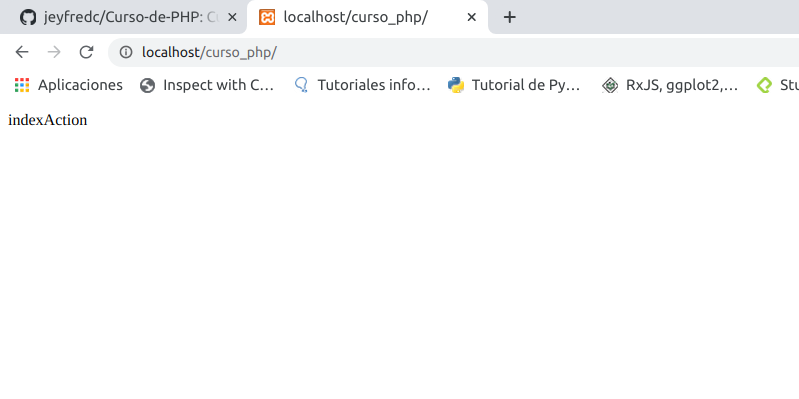 jeyfredc/Curso-de-PHP: Cu
localhost/curso_php/
localhost/curso_php/
Aplicaciones Inspect with C... Tutoriales info... Tutorial de Py... RxJS, ggplot2,... Stu
indexAction